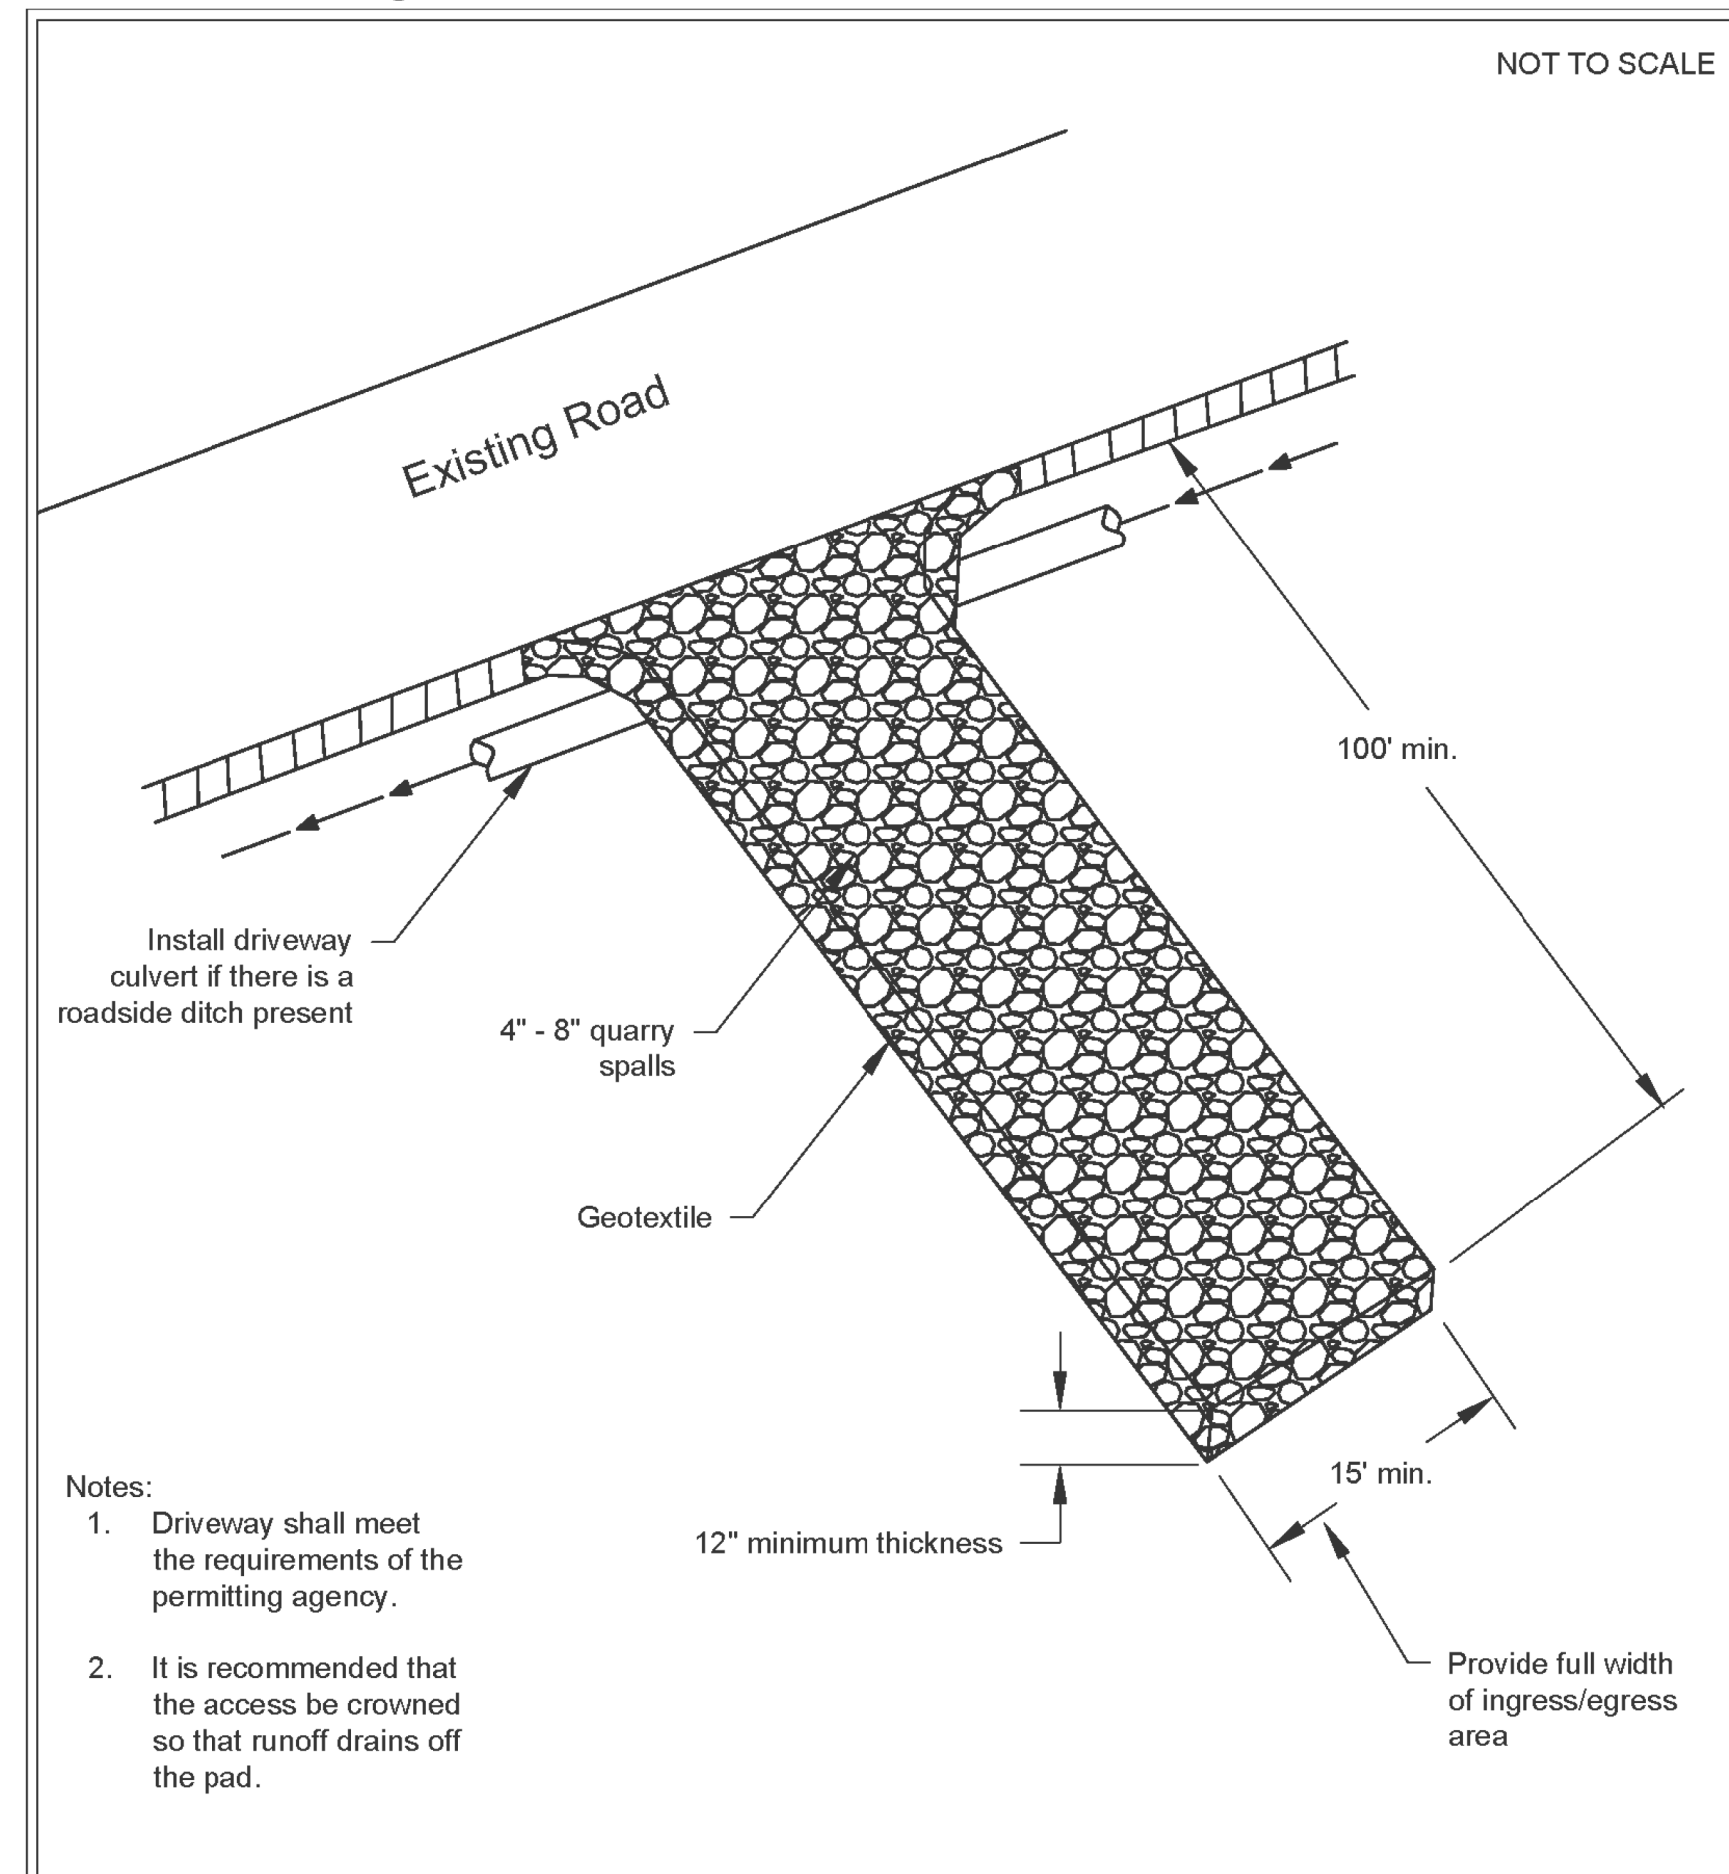 NOT TO SCALE
Existing Road
100' min.
Install driveway
culvert if there is a
roadside ditch present
4" - 8" quarry
spalls
Geotextile
15' min.
12" minimum thickness
Provide full width
of ingress/egress
area
Notes:
1. Driveway shall meet
the requirements of the
permitting agency.
2. It is recommended that
the access be crowned
so that runoff drains off
the pad.